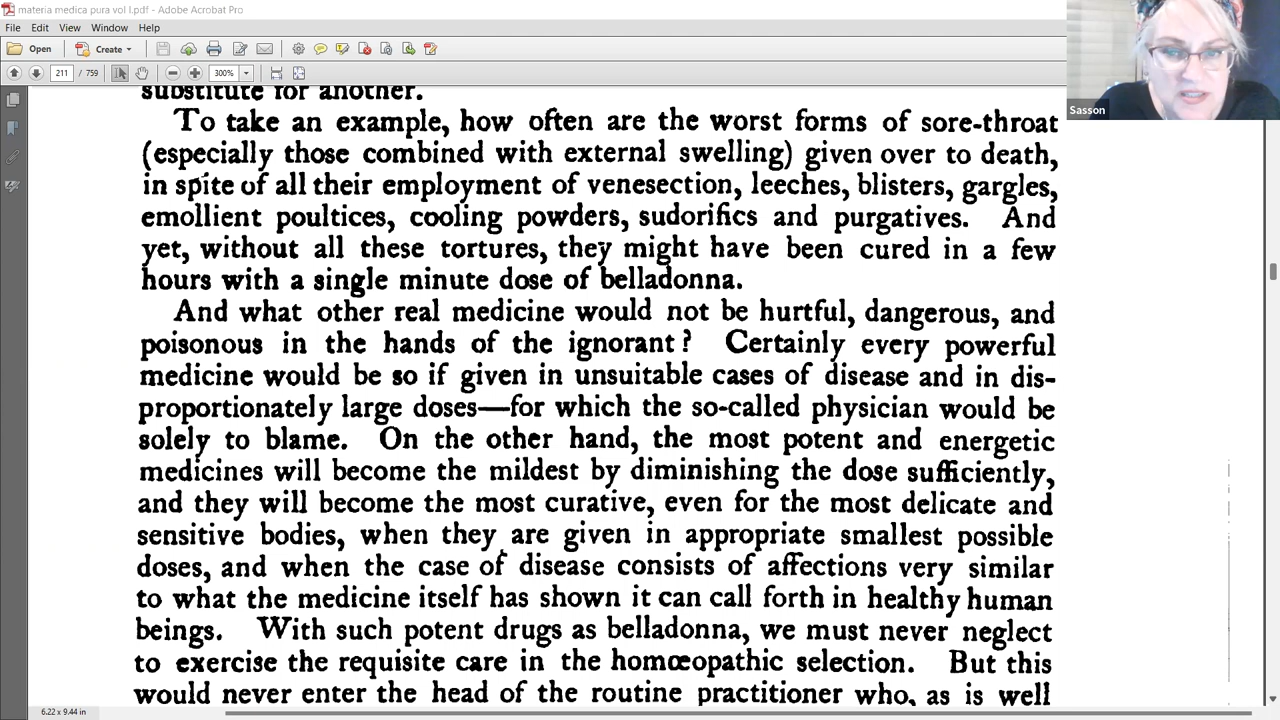 materia medica pura vol I.pdf - Adobe Acrobat Pro
File Edit View Window Help
Open Create
211 / 759 300%
Sasson
substitute for another.
To take an example, how often are the worst forms of sore-throat
(especially those combined with external swelling) given over to death,
in spite of all their employment of venesection, leeches, blisters, gargles,
emollient poultices, cooling powders, sudorifics and purgatives. And
yet, without all these tortures, they might have been cured in a few
hours with a single minute dose of belladonna.
And what other real medicine would not be hurtful, dangerous, and
poisonous in the hands of the ignorant? Certainly every powerful
medicine would be so if given in unsuitable cases of disease and in dis-
proportionately large doses—for which the so-called physician would be
solely to blame. On the other hand, the most potent and energetic
medicines will become the mildest by diminishing the dose sufficiently,
and they will become the most curative, even for the most delicate and
sensitive bodies, when they are given in appropriate smallest possible
doses, and when the case of disease consists of affections very similar
to what the medicine itself has shown it can call forth in healthy human
beings. With such potent drugs as belladonna, we must never neglect
to exercise the requisite care in the homœopathic selection. But this
would never enter the head of the routine practitioner who, as is well
6.22 x 9.44 in